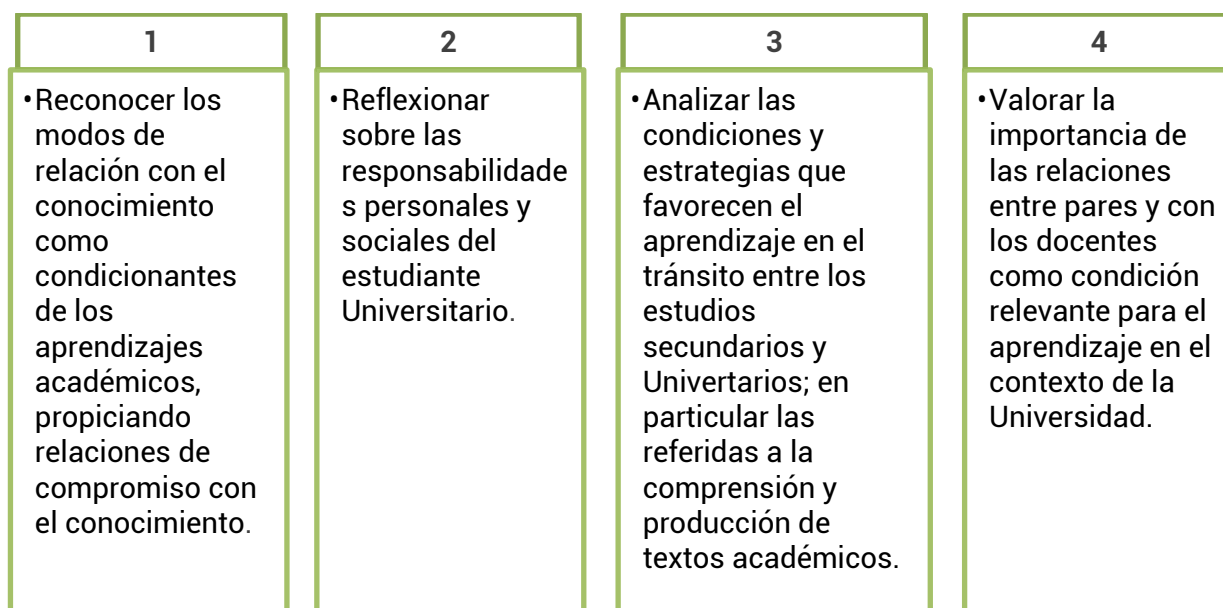 1
•Reconocer los
modos de
relación con el
conocimiento
como
condicionantes
de los
aprendizajes
académicos,
propiciando
relaciones de
compromiso con
el conocimiento.
2
•Reflexionar
sobre las
responsabilidade
s personales y
sociales del
estudiante
Universitario.
3
•Analizar las
condiciones y
estrategias que
favorecen el
aprendizaje en el
tránsito entre los
estudios
secundarios y
Univertarios; en
particular las
referidas a la
comprensión y
producción de
textos académicos.
4
•Valorar la
importancia de
las relaciones
entre pares y con
los docentes
como condición
relevante para el
aprendizaje en el
contexto de la
Universidad.